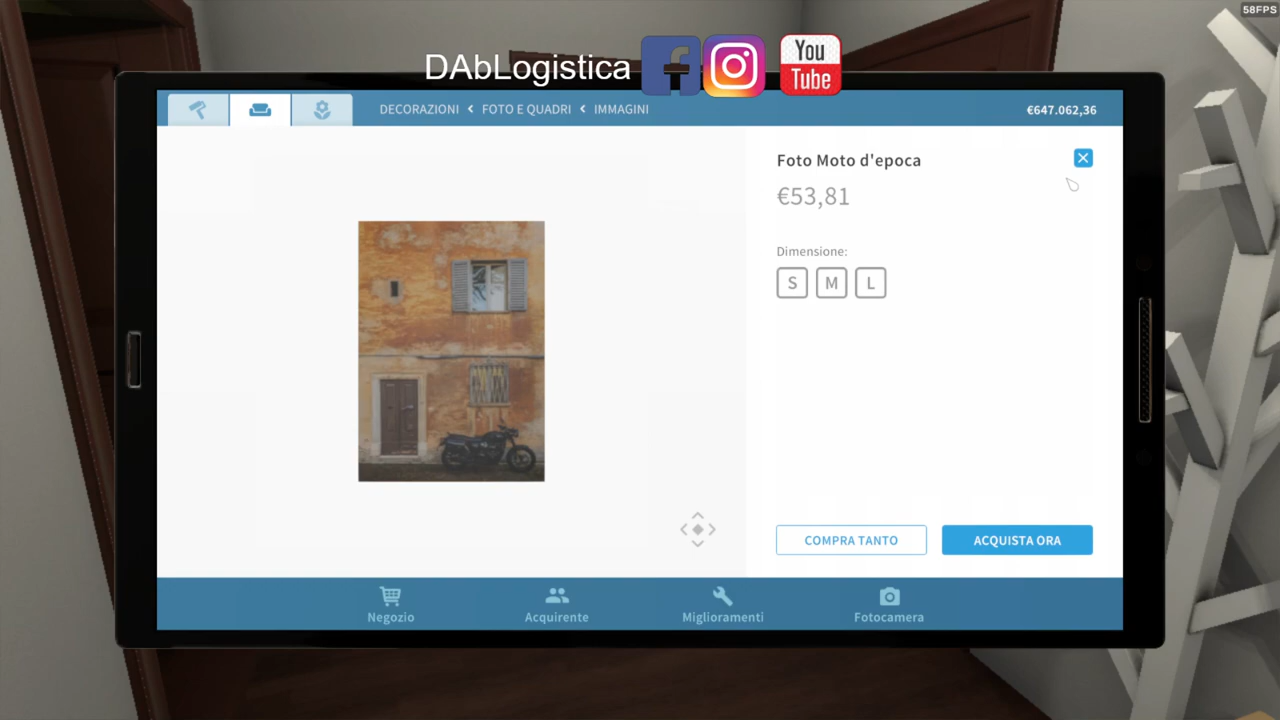 58FPS
DAbLogistica
You
Tube
DECORAZIONI < FOTO E QUADRI < IMMAGINI
€647.062,36
Foto Moto d'epoca
€53,81
Dimensione:
S M L
COMPRA TANTO
ACQUISTA ORA
Negozio
Acquirente
Miglioramenti
Fotocamera